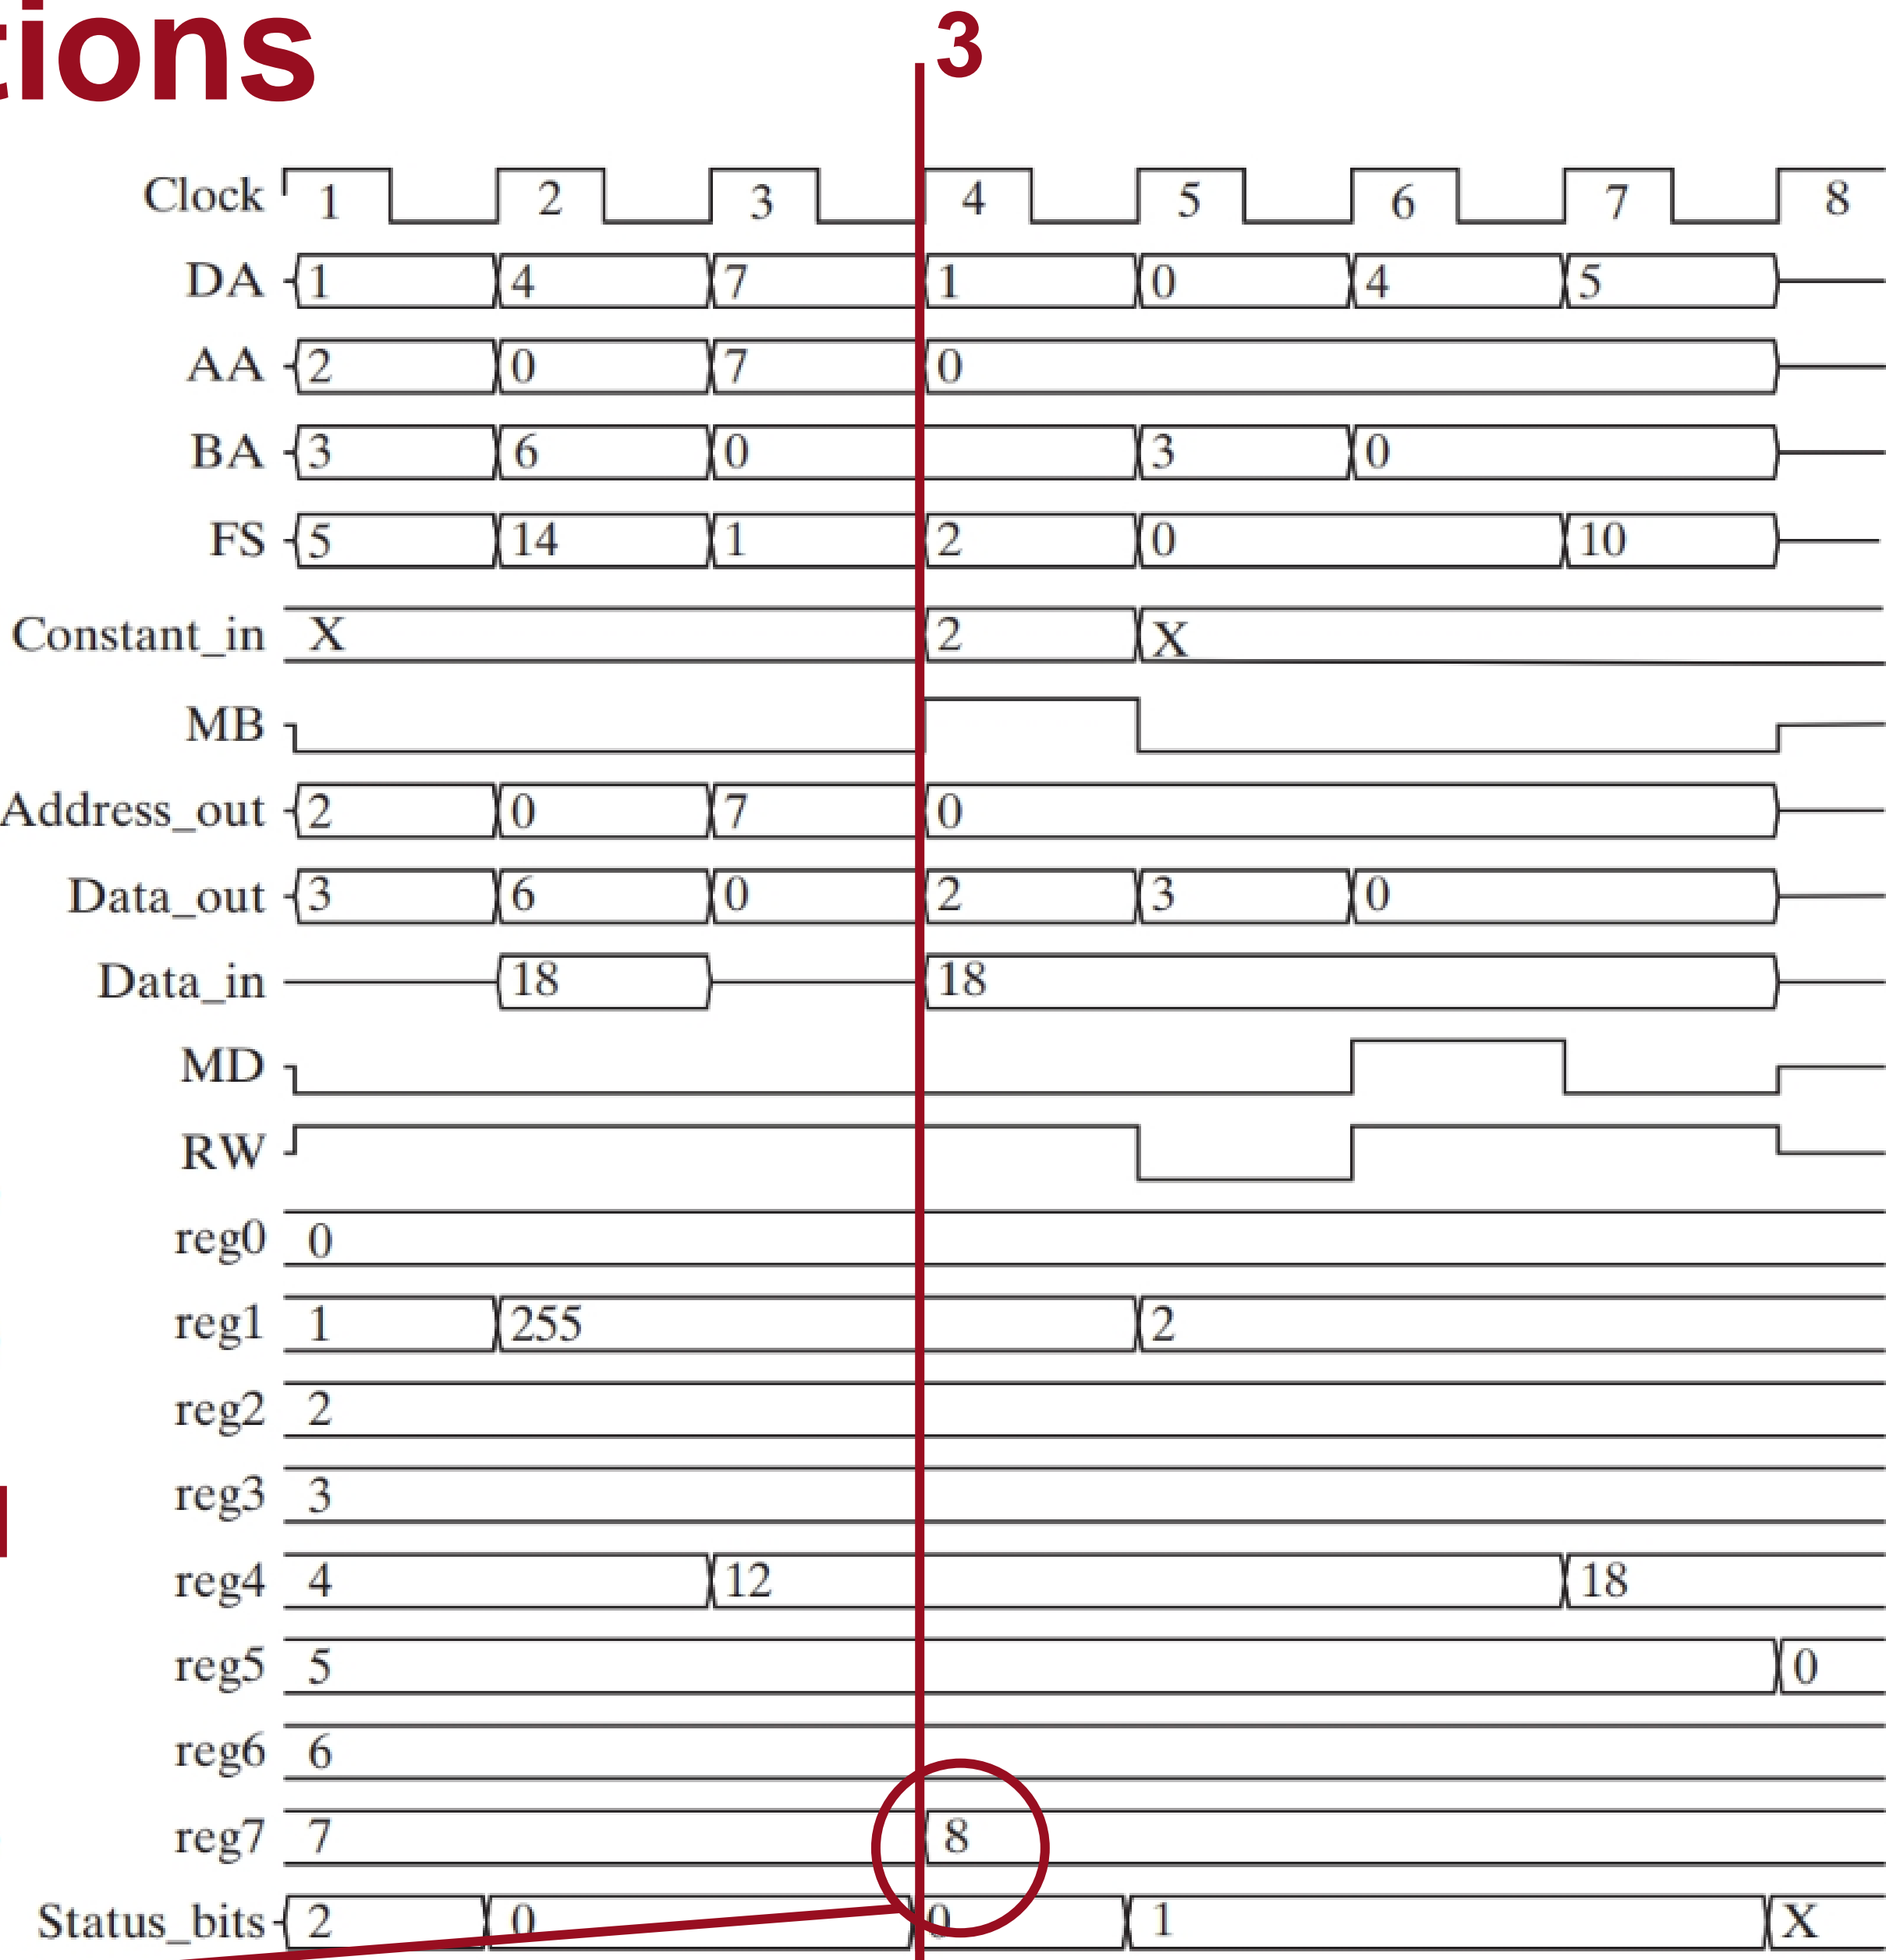 tions
3
Clock 1 2 3 4 5 6 7 8
DA 1 4 7 1 0 4 5
AA 2 0 7 0
BA 3 6 0 3 0
FS 5 14 1 2 0 10
Constant_in X 2 X
MB
Address_out 2 0 7 0
Data_out 3 6 0 2 3 0
Data_in 18 18
MD
RW
reg0 0
reg1 1 255 2
reg2 2
reg3 3
reg4 4 12 18
reg5 5 0
reg6 6
reg7 7 8
Status_bits 2 0 0 1 X